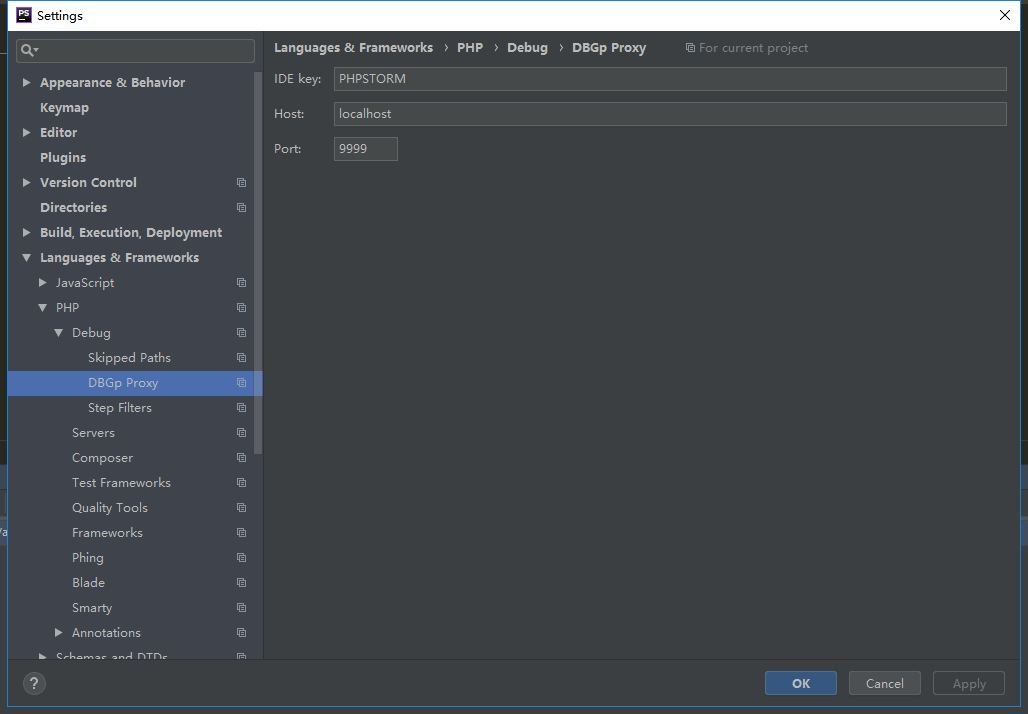 PS Settings
Languages & Frameworks › PHP › Debug › DBGp Proxy For current project
IDE key: PHPSTORM
Host: localhost
Port: 9999
Appearance & Behavior
Keymap
Editor
Plugins
Version Control
Directories
Build, Execution, Deployment
Languages & Frameworks
JavaScript
PHP
Debug
Skipped Paths
DBGp Proxy
Step Filters
Servers
Composer
Test Frameworks
Quality Tools
Frameworks
Phing
Blade
Smarty
Annotations
Schemas and DTDs
?
OK Cancel Apply